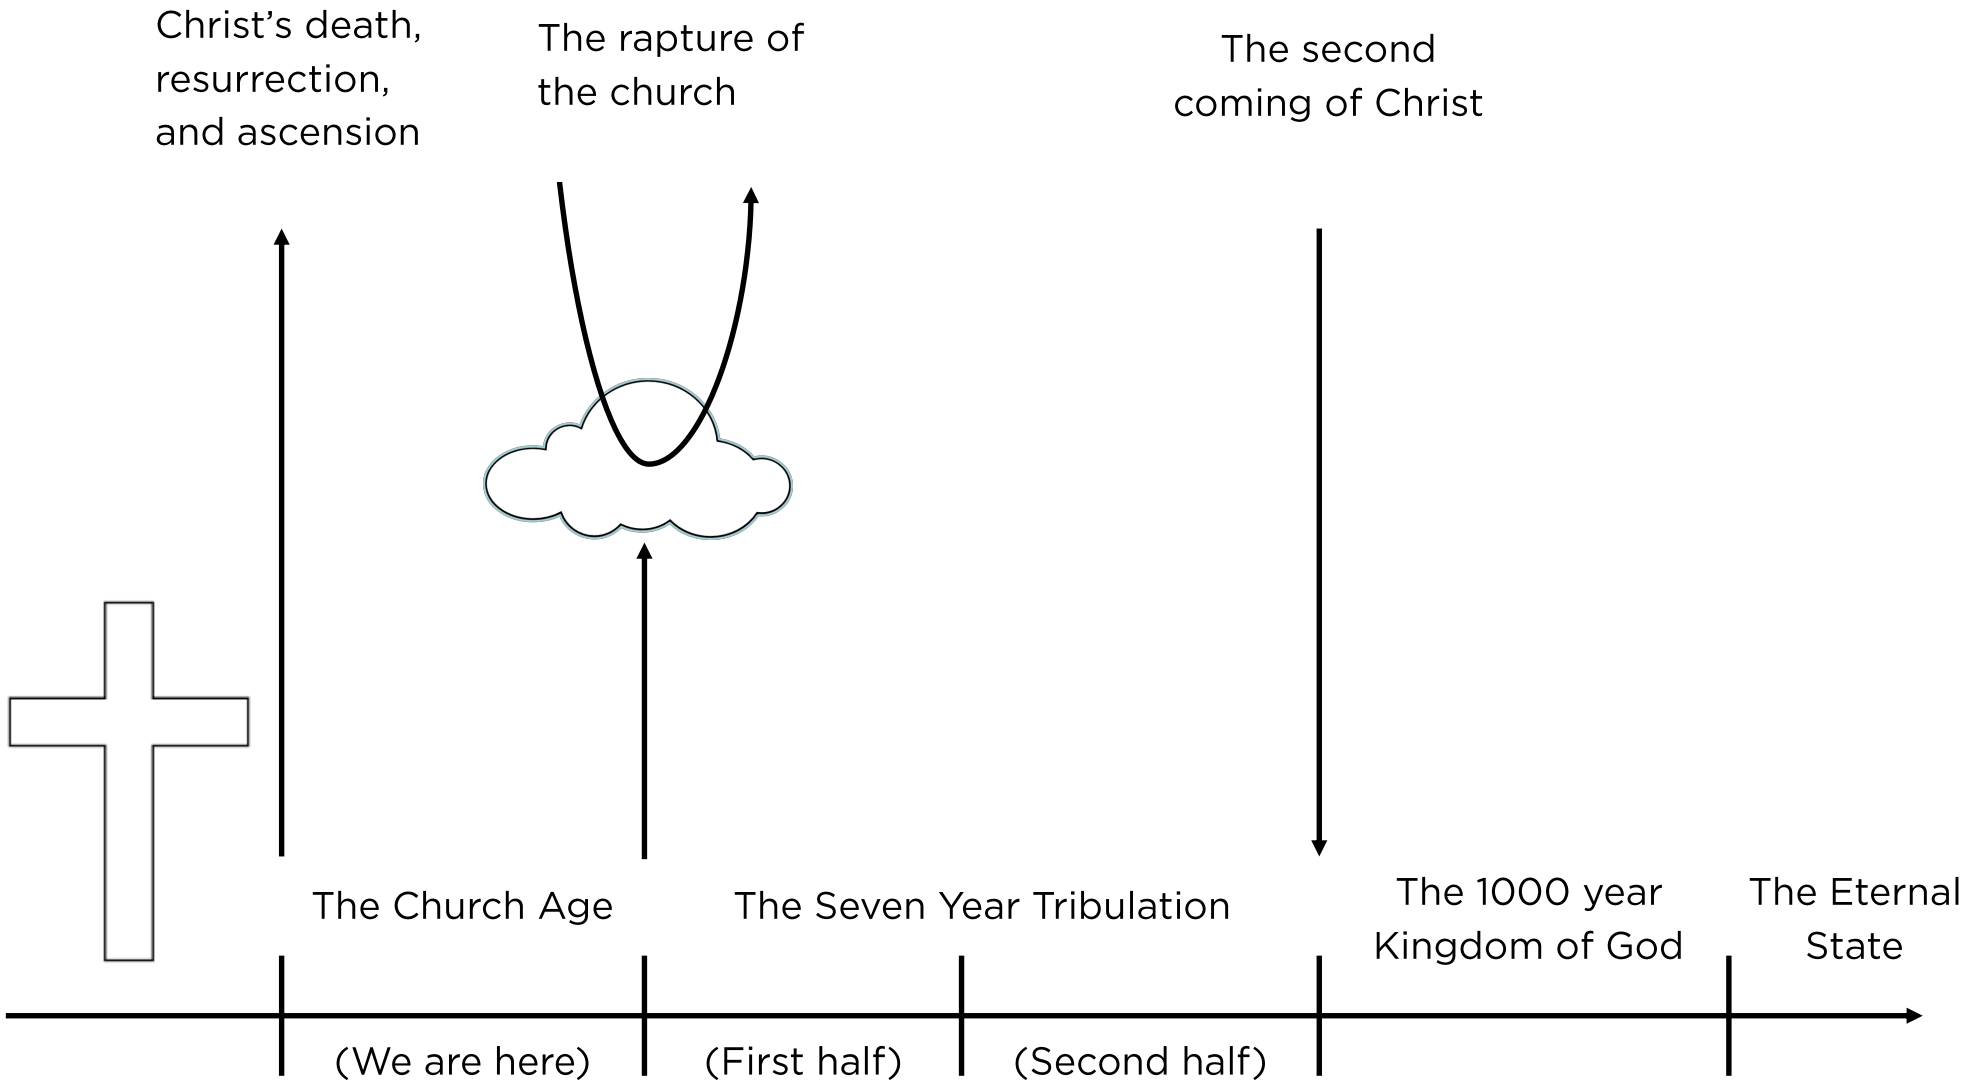 Christ’s death,
resurrection,
and ascension
The rapture of
the church
The second
coming of Christ
The Church Age
The Seven Year Tribulation
The 1000 year
Kingdom of God
The Eternal
State
(We are here)
(First half)
(Second half)